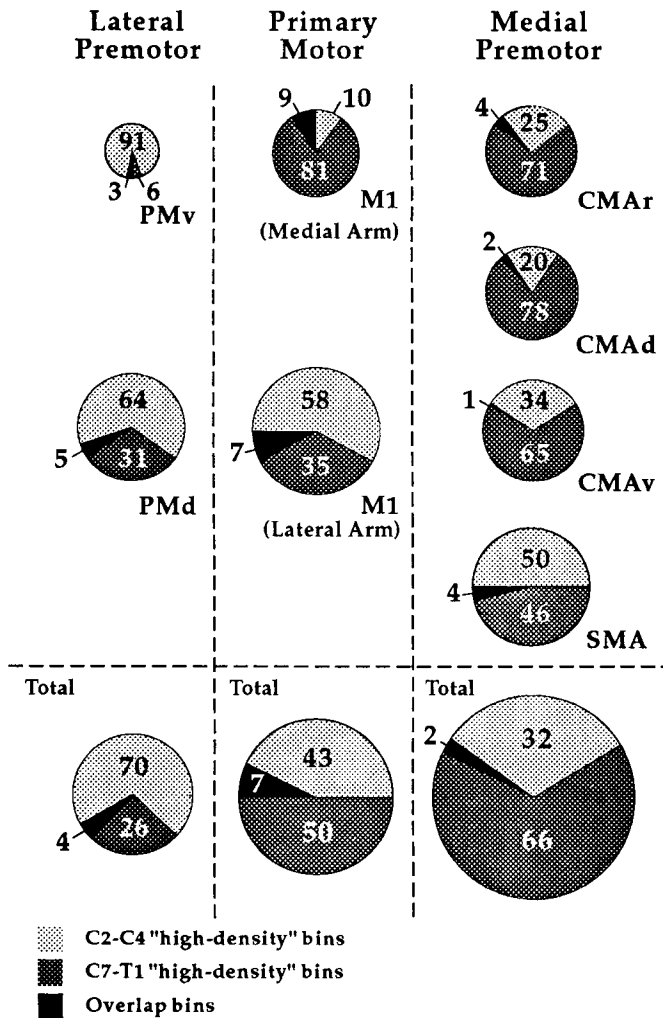 Lateral Premotor
Primary Motor
Medial Premotor
91
3
6
PMv
9
10
81
M1
(Medial Arm)
4
25
71
CMAr
2
20
78
CMAd
64
5
31
PMd
58
7
35
M1
(Lateral Arm)
1
34
65
CMAv
50
4
46
SMA
Total
70
4
26
Total
43
7
50
Total
2
32
66
C2-C4 "high-density" bins
C7-T1 "high-density" bins
Overlap bins